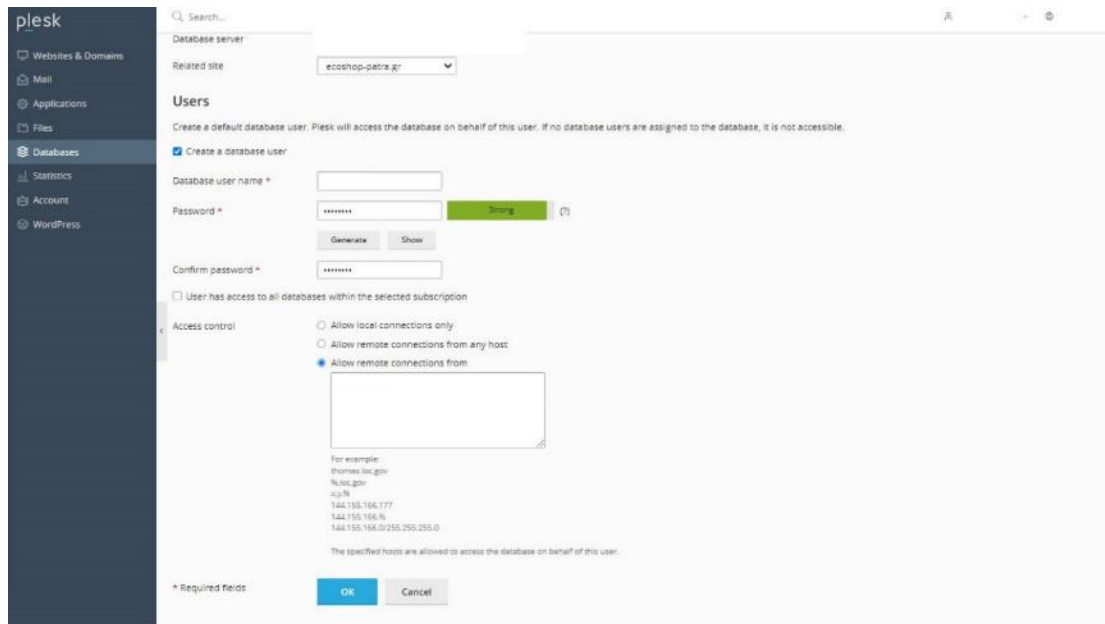 plesk
Search...
Websites & Domains
Mail
Applications
Files
Databases
Statistics
Account
WordPress
Database server
Related site
ecoshop-patra.gr
Users
Create a default database user. Plesk will access the database on behalf of this user. If no database users are assigned to the database, it is not accessible.
Create a database user
Database user name *
Password *
••••••••
Strong
(?)
Generate
Show
Confirm password *
••••••••
User has access to all databases within the selected subscription
Access control
Allow local connections only
Allow remote connections from any host
Allow remote connections from
For example:
thomas.loc.gov
%.loc.gov
x.y.%
144.155.166.177
144.155.166.%
144.155.166.0/255.255.255.0
The specified hosts are allowed to access the database on behalf of this user.
* Required fields
OK
Cancel